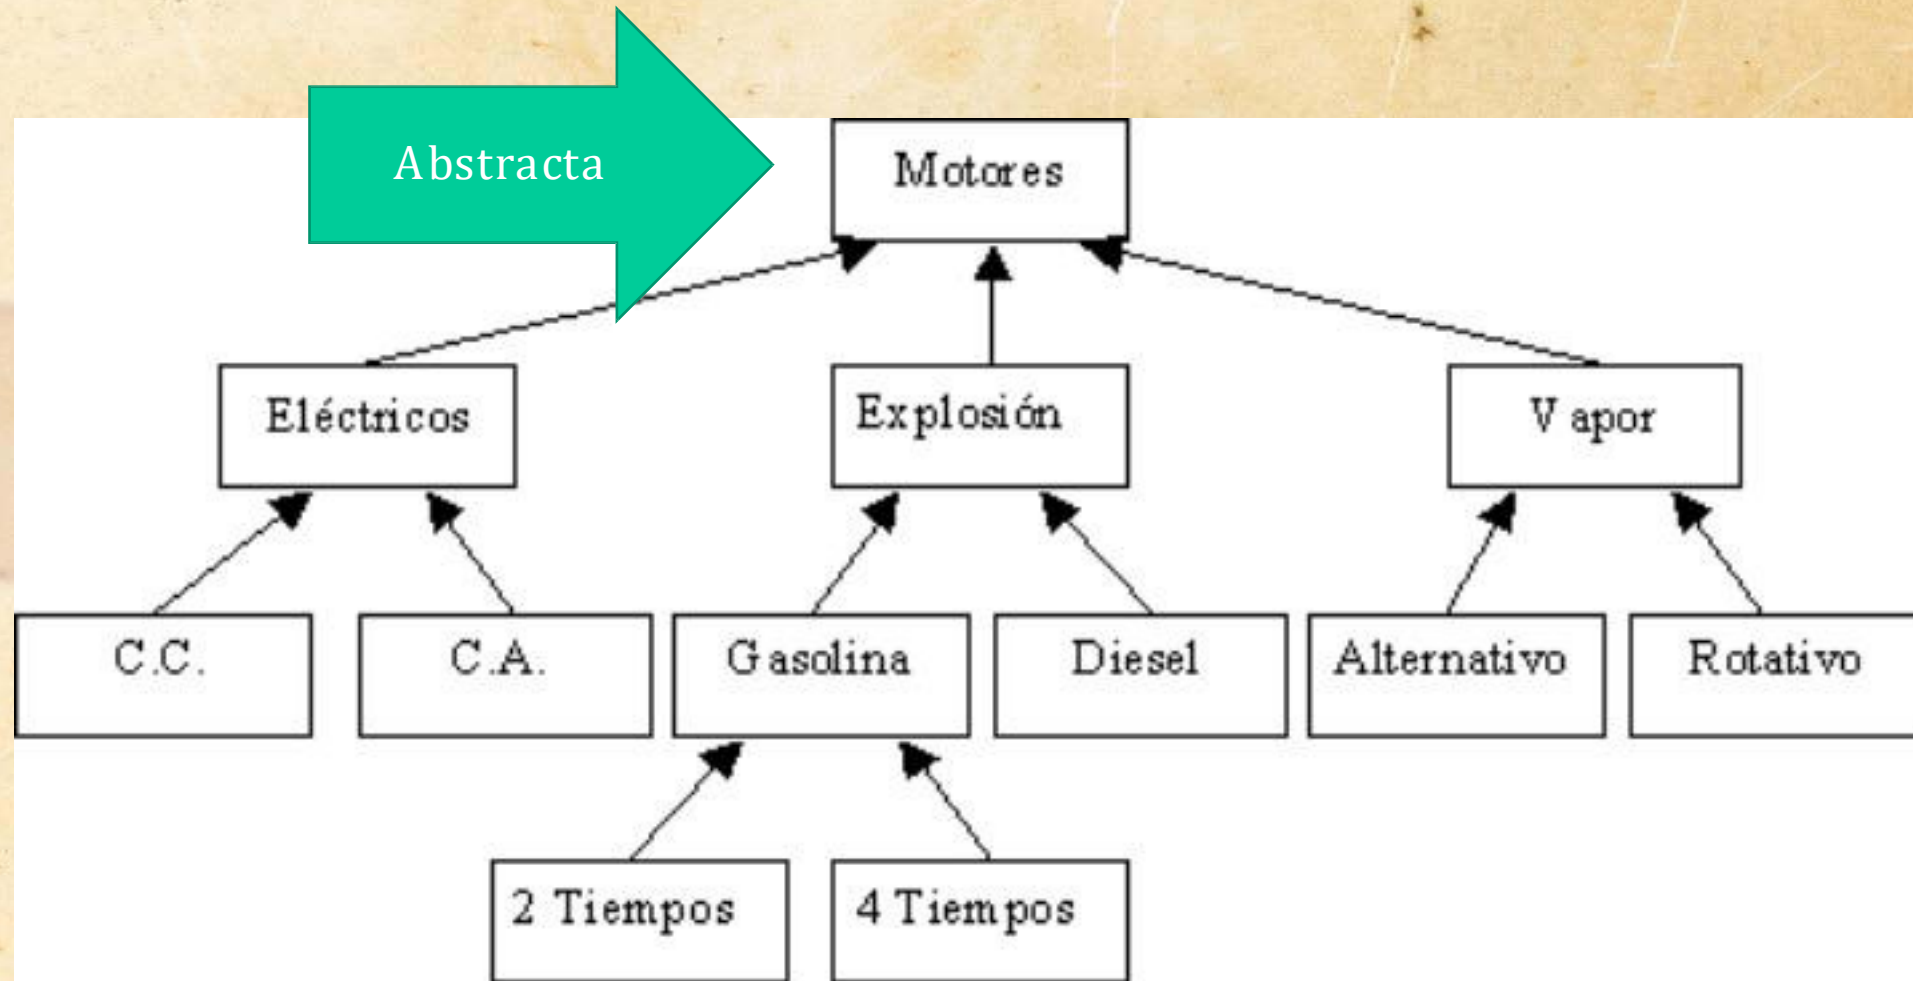 Abstracta
Motores
Eléctricos
Explosión
Vapor
C.C.
C.A.
Gasolina
Diesel
Alternativo
Rotativo
2 Tiempos
4 Tiempos